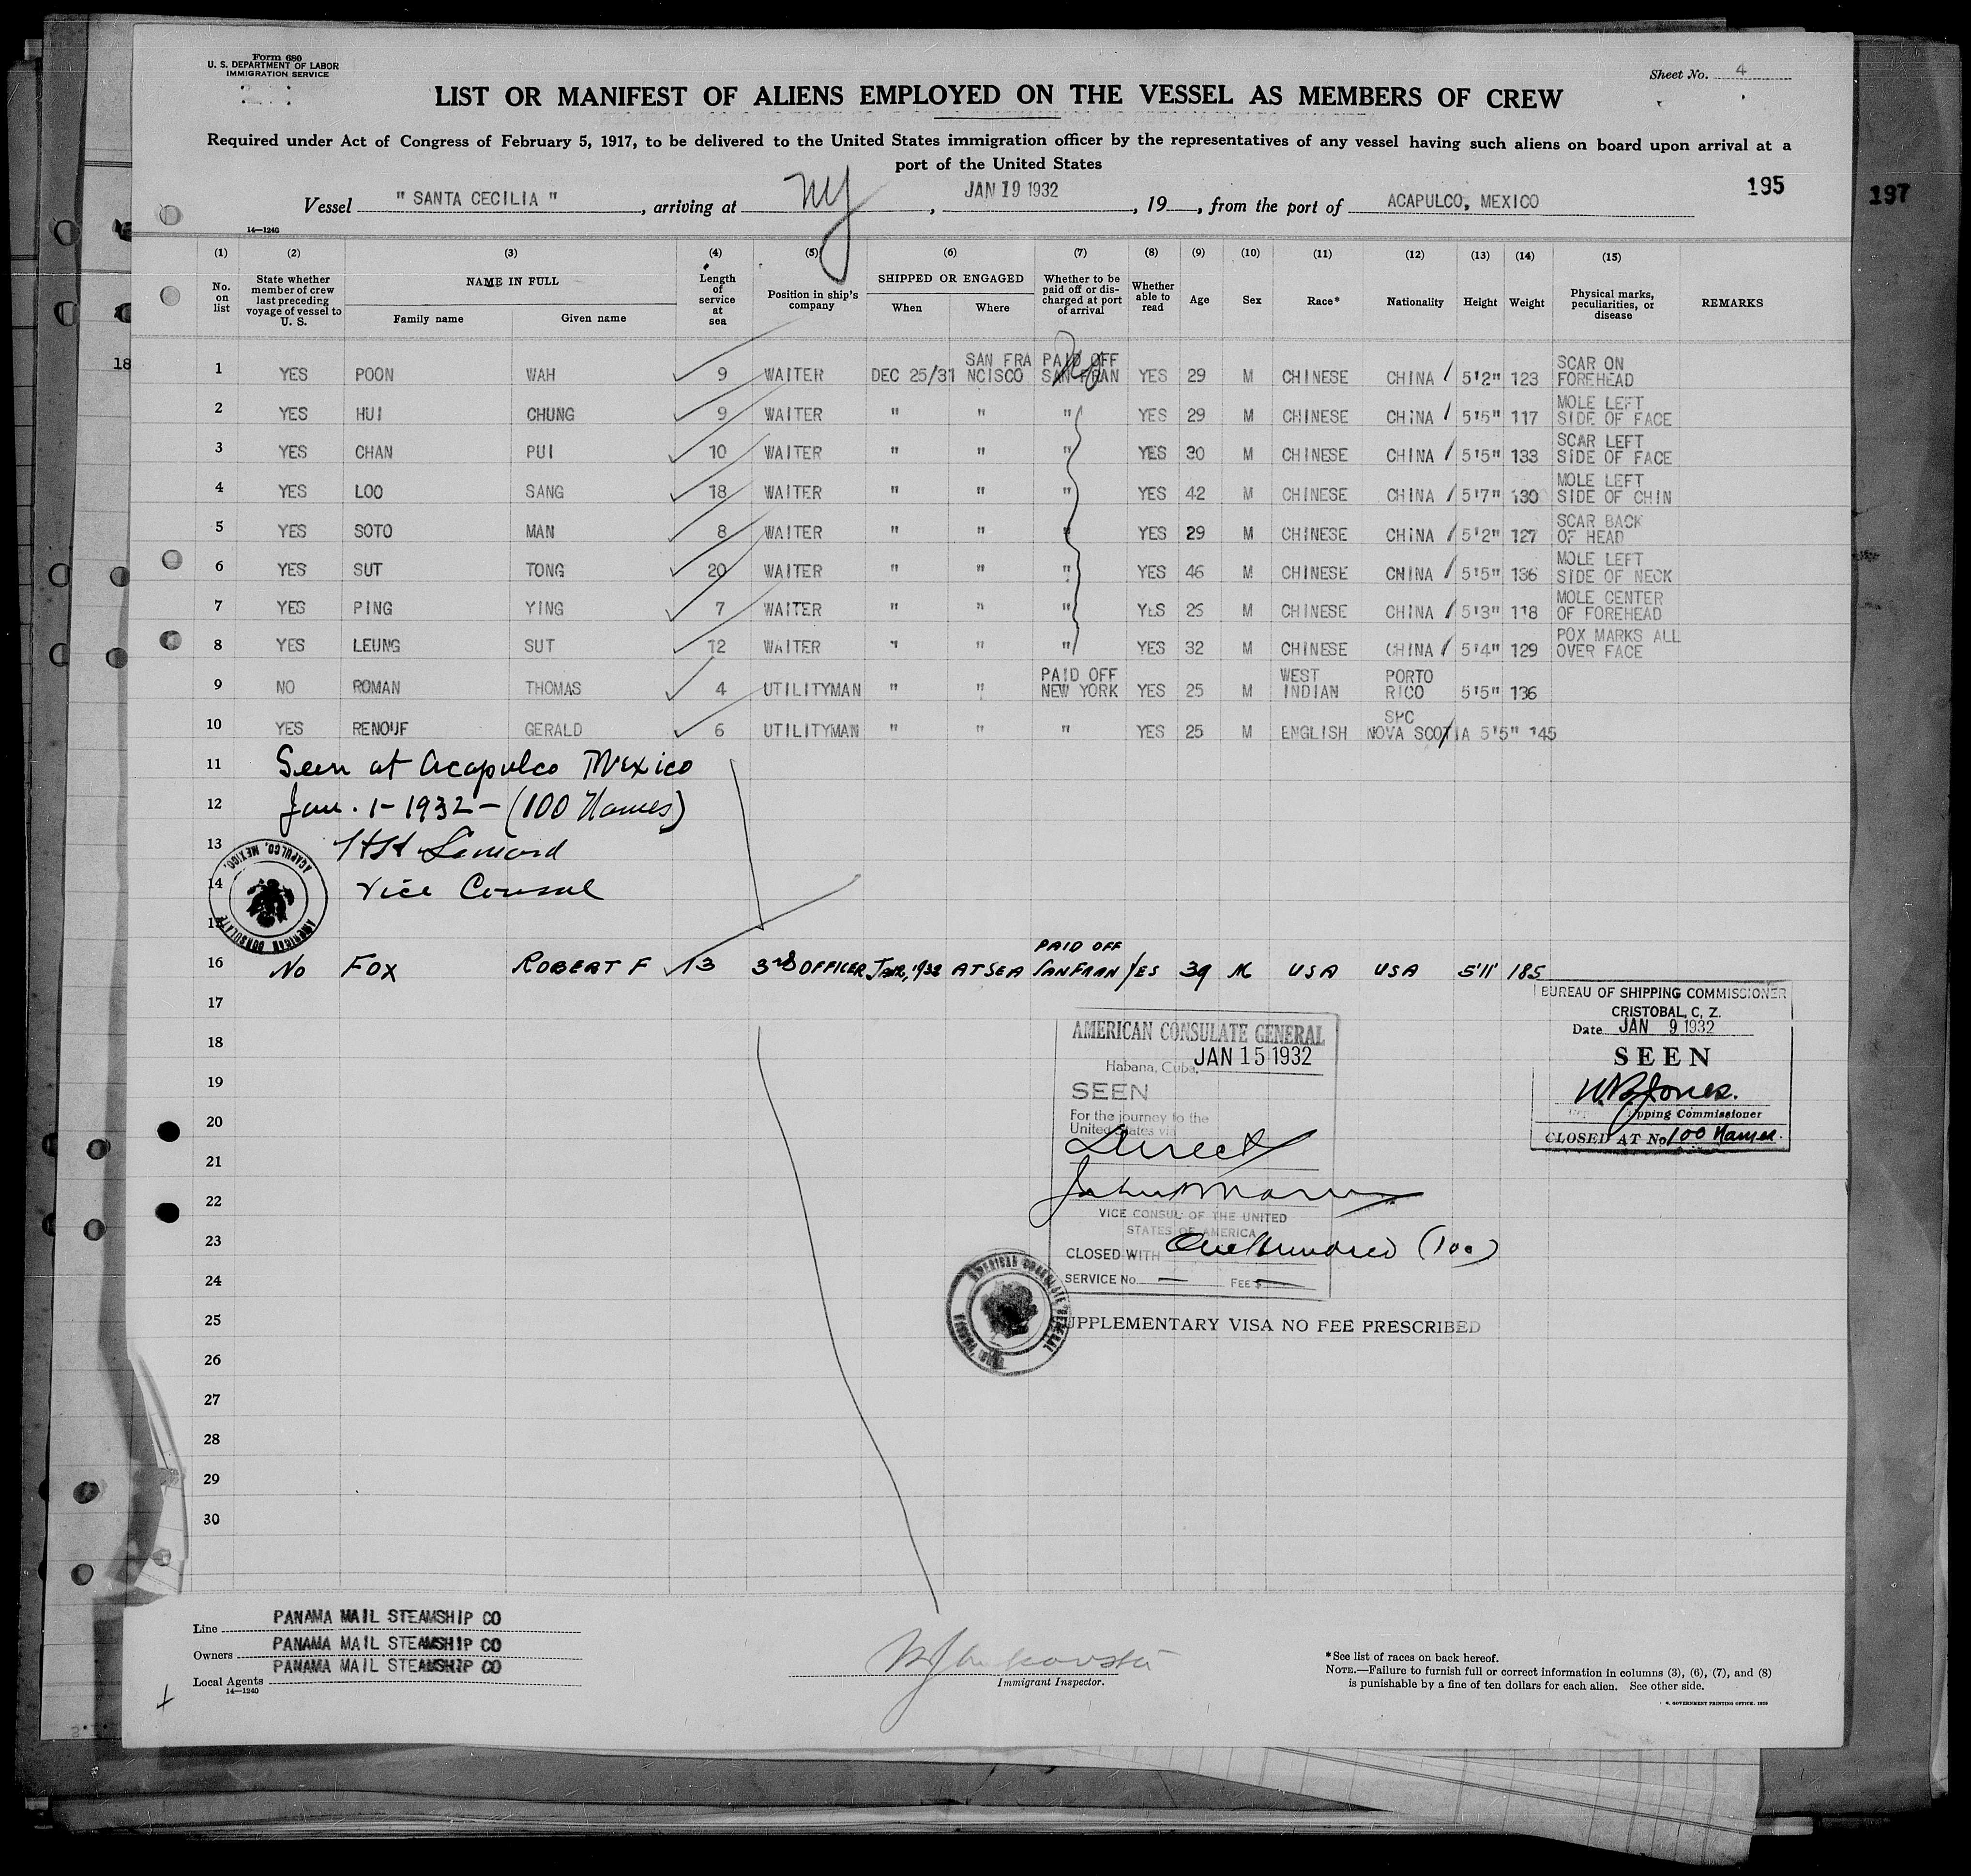 Form 680
U. S. DEPARTMENT OF LABOR
IMMIGRATION SERVICE
Sheet No. 4
LIST OR MANIFEST OF ALIENS EMPLOYED ON THE VESSEL AS MEMBERS OF CREW
Required under Act of Congress of February 5, 1917, to be delivered to the United States immigration officer by the representatives of any vessel having such aliens on board upon arrival at a
port of the United States
195
197
Vessel " SANTA CECILIA ", arriving at NY, JAN 19 1932, 19 , from the port of ACAPULCO, MEXICO
14—1240
(1) (2) (3) (4) (5) (6) (7) (8) (9) (10) (11) (12) (13) (14) (15)
No. on list
State whether member of crew last preceding voyage of vessel to U. S.
NAME IN FULL
Family name Given name
Length of service at sea
Position in ship's company
SHIPPED OR ENGAGED
When Where
Whether to be paid off or discharged at port of arrival
Whether able to read
Age
Sex
Race*
Nationality
Height
Weight
Physical marks, peculiarities, or disease
REMARKS
18
1 YES POON WAH 9 WAITER DEC 25/31 SAN FRANCISCO PAID OFF SAN FRAN YES 29 M CHINESE CHINA 5'2" 123 SCAR ON FOREHEAD
2 YES HUI CHUNG 9 WAITER " " " YES 29 M CHINESE CHINA 5'5" 117 MOLE LEFT SIDE OF FACE
3 YES CHAN PUI 10 WAITER " " " YES 30 M CHINESE CHINA 5'5" 133 SCAR LEFT SIDE OF FACE
4 YES LOO SANG 18 WAITER " " " YES 42 M CHINESE CHINA 5'7" 130 MOLE LEFT SIDE OF CHIN
5 YES SOTO MAN 8 WAITER " " " YES 29 M CHINESE CHINA 5'2" 127 SCAR BACK OF HEAD
6 YES SUT TONG 20 WAITER " " " YES 46 M CHINESE CNINA 5'5" 136 MOLE LEFT SIDE OF NECK
7 YES PING YING 7 WAITER " " " YES 25 M CHINESE CHINA 5'3" 118 MOLE CENTER OF FOREHEAD
8 YES LEUNG SUT 12 WAITER " " " YES 32 M CHINESE CHINA 5'4" 129 POX MARKS ALL OVER FACE
9 NO ROMAN THOMAS 4 UTILITYMAN " " PAID OFF NEW YORK YES 25 M WEST INDIAN PORTO RICO 5'5" 136
10 YES RENOUF GERALD 6 UTILITYMAN " " " YES 25 M ENGLISH SPC NOVA SCOTIA 5'5" 145
11 Seen at Acapulco Mexico
12 Jan. 1-1932-(100 Names)
13
14 Vice Consul
15
AMERICAN CONSULATE
ACAPULCO, MEXICO.
16 No FOX ROBERT F 13 3rd OFFICER JAN, 1932 AT SEA PAID OFF SAN FRAN YES 39 M USA USA 5'11" 185
17
18
19
20
21
22
23
24
25
26
27
28
29
30
BUREAU OF SHIPPING COMMISSIONER
CRISTOBAL, C. Z.
Date JAN 9 1932
SEEN
W. B. Jones.
Shipping Commissioner
CLOSED AT No 100 Names.
AMERICAN CONSULATE GENERAL
Habana, Cuba, JAN 15 1932
SEEN
For the journey to the
United States via
Direct
VICE CONSUL OF THE UNITED
STATES OF AMERICA
CLOSED WITH One hundred (100)
SERVICE No. — FEE $ —
AMERICAN CONSULATE GENERAL
SUPPLEMENTARY VISA NO FEE PRESCRIBED
Line PANAMA MAIL STEAMSHIP CO
Owners PANAMA MAIL STEAMSHIP CO
Local Agents PANAMA MAIL STEAMSHIP CO
14—1240
Immigrant Inspector.
*See list of races on back hereof.
NOTE.—Failure to furnish full or correct information in columns (3), (6), (7), and (8)
is punishable by a fine of ten dollars for each alien. See other side.
GOVERNMENT PRINTING OFFICE. 1929